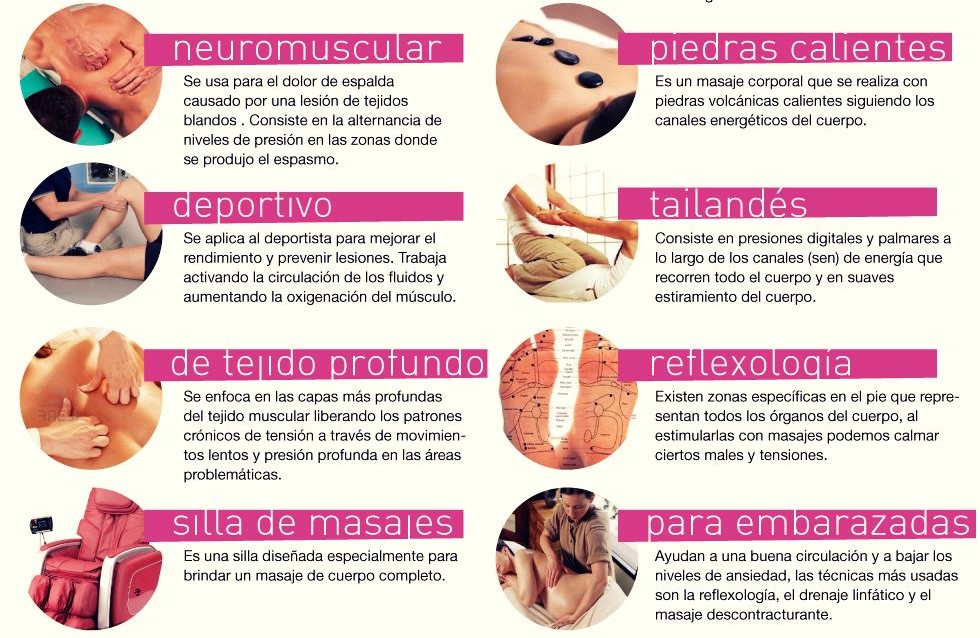 neuromuscular
Se usa para el dolor de espalda
causado por una lesión de tejidos
blandos . Consiste en la alternancia de
niveles de presión en las zonas donde
se produjo el espasmo.
deportivo
Se aplica al deportista para mejorar el
rendimiento y prevenir lesiones. Trabaja
activando la circulación de los fluidos y
aumentando la oxigenación del músculo.
de tejido profundo
Se enfoca en las capas más profundas
del tejido muscular liberando los patrones
crónicos de tensión a través de movimien-
tos lentos y presión profunda en las áreas
problemáticas.
silla de masajes
Es una silla diseñada especialmente para
brindar un masaje de cuerpo completo.
piedras calientes
Es un masaje corporal que se realiza con
piedras volcánicas calientes siguiendo los
canales energéticos del cuerpo.
tailandés
Consiste en presiones digitales y palmares a
lo largo de los canales (sen) de energía que
recorren todo el cuerpo y en suaves
estiramiento del cuerpo.
reflexología
Existen zonas específicas en el pie que repre-
sentan todos los órganos del cuerpo, al
estimularlas con masajes podemos calmar
ciertos males y tensiones.
para embarazadas
Ayudan a una buena circulación y a bajar los
niveles de ansiedad, las técnicas más usadas
son la reflexología, el drenaje linfático y el
masaje descontracturante.